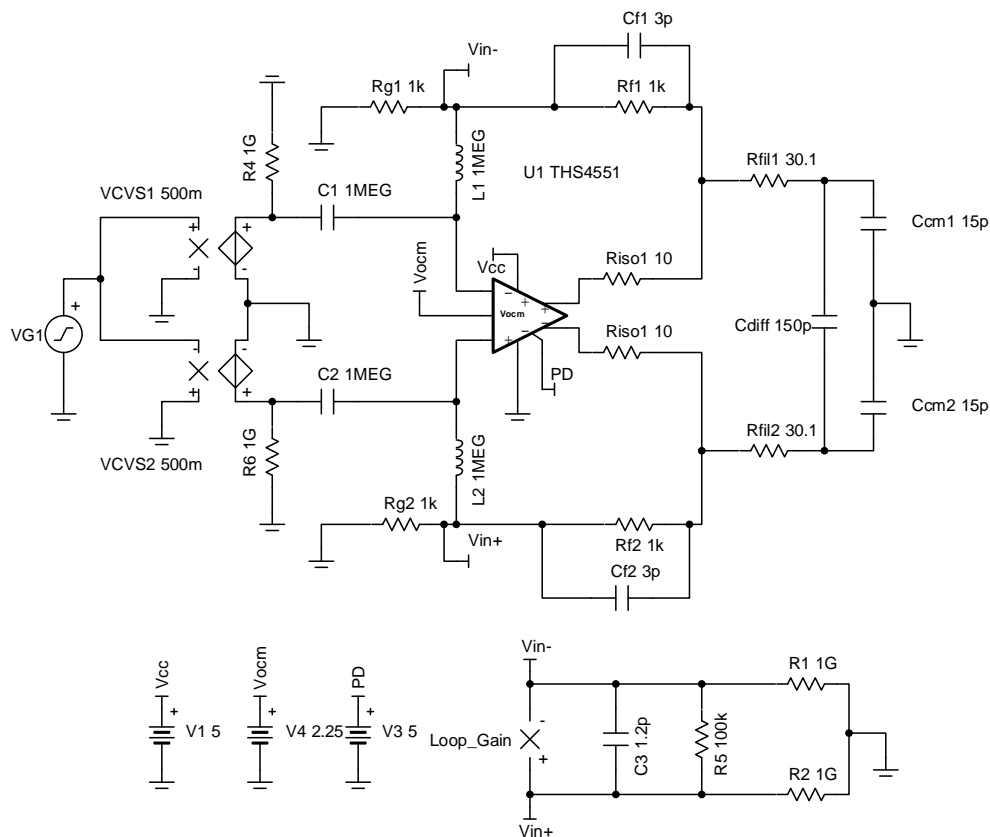 Cf1 3p
Vin-
Rg1 1k
Rf1 1k
R4 1G
L1 1MEG
U1 THS4551
Rfil1 30.1
VCVS1 500m
C1 1MEG
Ccm1 15p
+
-
+
-
Vocm
Vcc
Riso1 10
VG1
+
-
+
+
-
Vocm
+
-
Cdiff 150p
-
+
-
+
Riso1 10
PD
C2 1MEG
Ccm2 15p
VCVS2 500m
R6 1G
L2 1MEG
Rfil2 30.1
Rg2 1k
Vin+
Rf2 1k
Cf2 3p
Vcc
Vocm
PD
Vin-
R1 1G
+
V1 5
+
V4 2.25
+
V3 5
Loop_Gain
-
+
C3 1.2p
R5 100k
R2 1G
Vin+